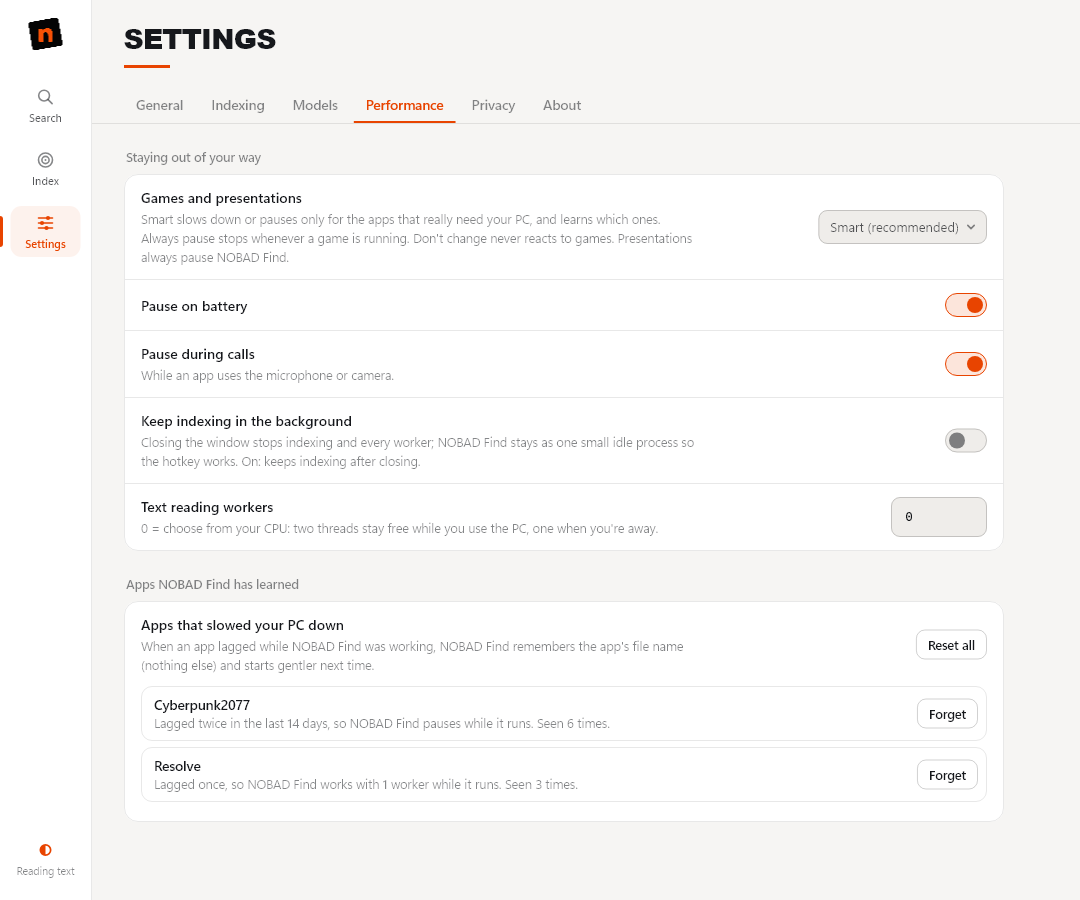 n
SETTINGS
Search
Index
Settings
Reading text
General Indexing Models Performance Privacy About
Staying out of your way
Games and presentations
Smart slows down or pauses only for the apps that really need your PC, and learns which ones.
Always pause stops whenever a game is running. Don't change never reacts to games. Presentations
always pause NOBAD Find.
Smart (recommended)
Pause on battery
Pause during calls
While an app uses the microphone or camera.
Keep indexing in the background
Closing the window stops indexing and every worker; NOBAD Find stays as one small idle process so
the hotkey works. On: keeps indexing after closing.
Text reading workers
0 = choose from your CPU: two threads stay free while you use the PC, one when you're away.
0
Apps NOBAD Find has learned
Apps that slowed your PC down
When an app lagged while NOBAD Find was working, NOBAD Find remembers the app's file name
(nothing else) and starts gentler next time.
Reset all
Cyberpunk2077
Lagged twice in the last 14 days, so NOBAD Find pauses while it runs. Seen 6 times.
Forget
Resolve
Lagged once, so NOBAD Find works with 1 worker while it runs. Seen 3 times.
Forget